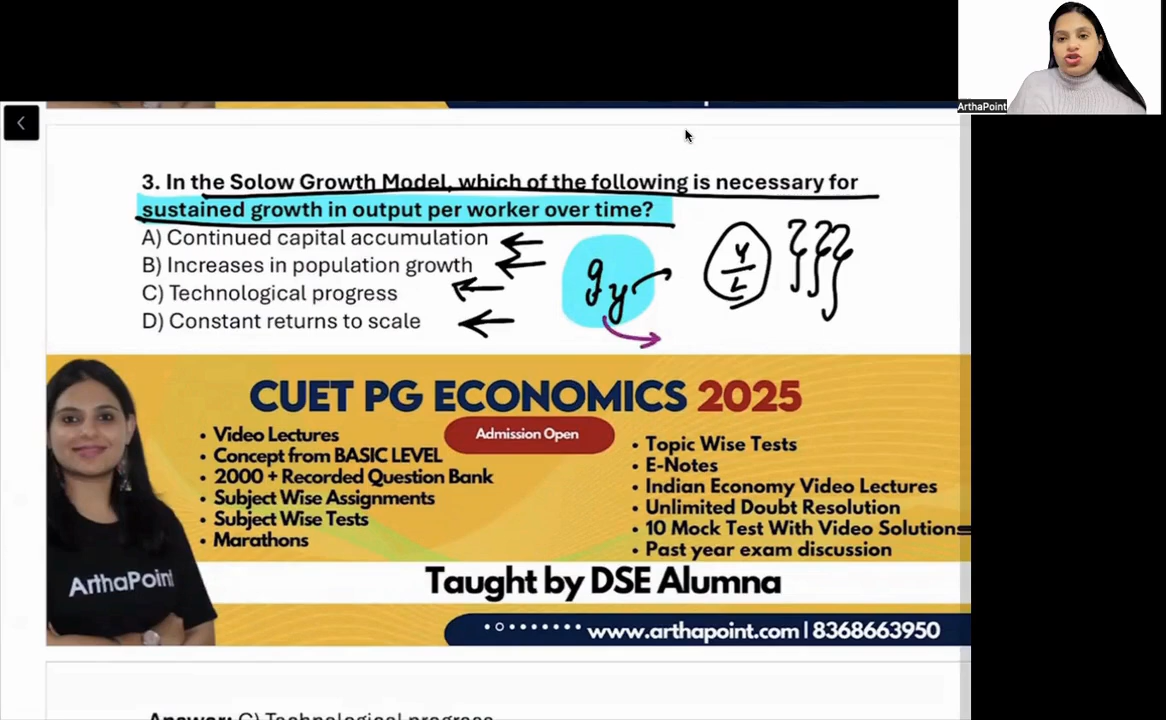 ArthaPoint
3. In the Solow Growth Model, which of the following is necessary for
sustained growth in output per worker over time?
A) Continued capital accumulation
B) Increases in population growth
C) Technological progress
D) Constant returns to scale
gy
Y
L
CUET PG ECONOMICS 2025
Admission Open
• Video Lectures
• Concept from BASIC LEVEL
• 2000 + Recorded Question Bank
• Subject Wise Assignments
• Subject Wise Tests
• Marathons
• Topic Wise Tests
• E-Notes
• Indian Economy Video Lectures
• Unlimited Doubt Resolution
• 10 Mock Test With Video Solutions
• Past year exam discussion
ArthaPoint
Taught by DSE Alumna
www.arthapoint.com | 8368663950
Answer: C) Technological progress